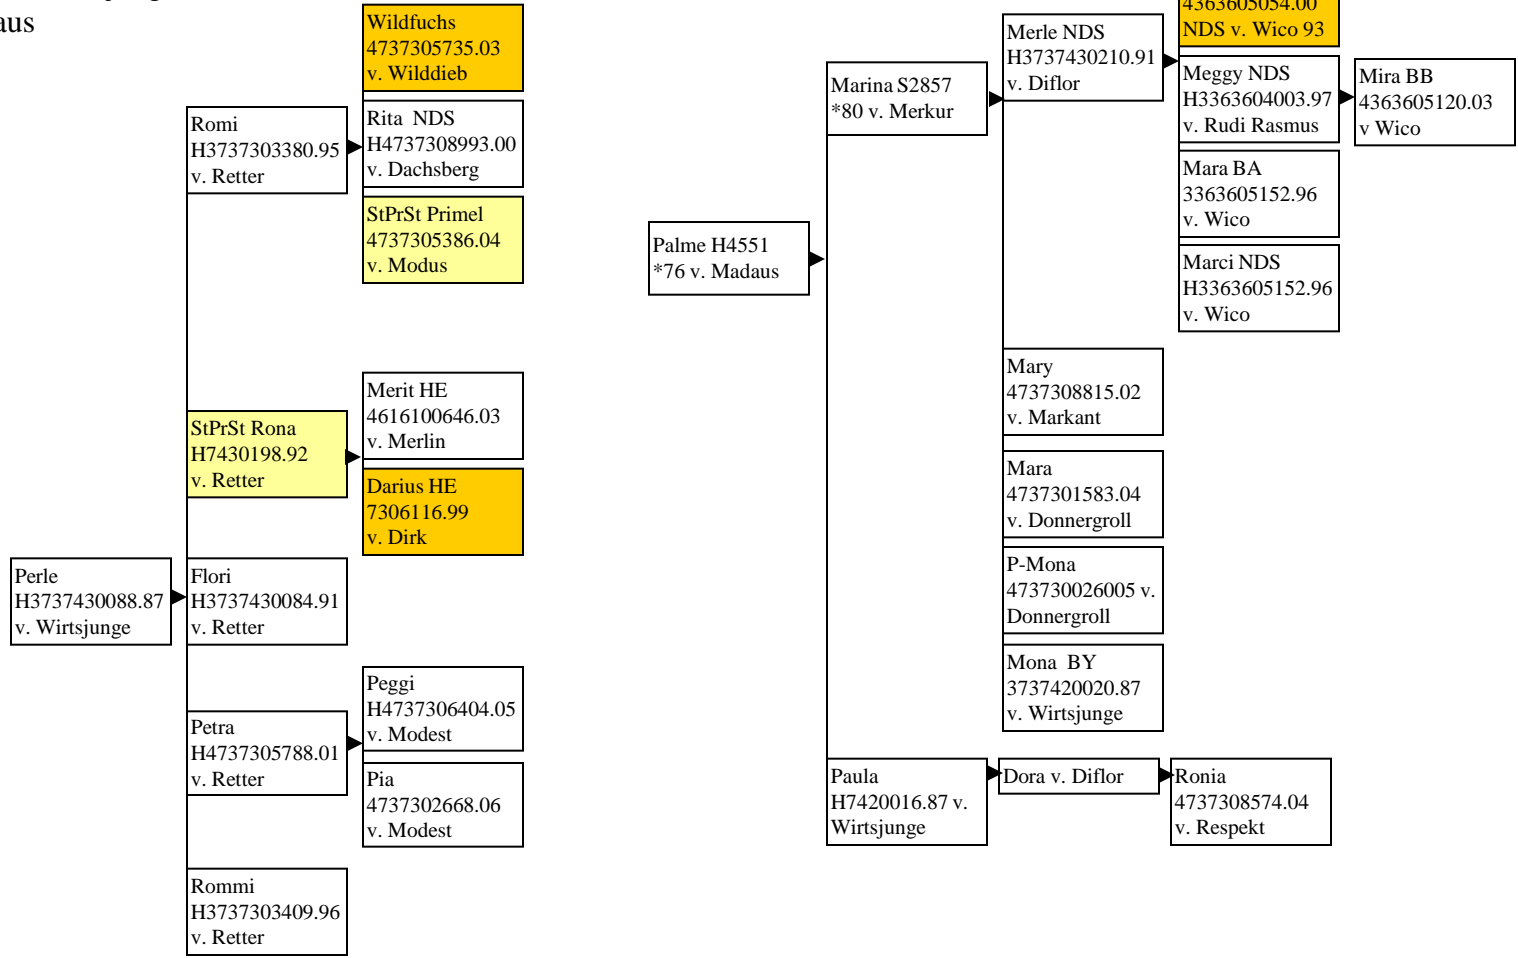 aus
Wildfuchs
4737305735.03
v. Wilddieb
Romi
H3737303380.95
v. Retter
Rita NDS
H4737308993.00
v. Dachsberg
StPrSt Primel
4737305386.04
v. Modus
Merit HE
4616100646.03
v. Merlin
StPrSt Rona
H7430198.92
v. Retter
Darius HE
7306116.99
v. Dirk
Perle
H3737430088.87
v. Wirtsjunge
Flori
H3737430084.91
v. Retter
Peggi
H4737306404.05
v. Modest
Petra
H4737305788.01
v. Retter
Pia
4737302668.06
v. Modest
Rommi
H3737303409.96
v. Retter
Palme H4551
*76 v. Madaus
Marina S2857
*80 v. Merkur
Merle NDS
H3737430210.91
v. Diflor
4363605054.00
NDS v. Wico 93
Meggy NDS
H3363604003.97
v. Rudi Rasmus
Mira BB
4363605120.03
v Wico
Mara BA
3363605152.96
v. Wico
Marci NDS
H3363605152.96
v. Wico
Mary
4737308815.02
v. Markant
Mara
4737301583.04
v. Donnergroll
P-Mona
473730026005 v.
Donnergroll
Mona BY
3737420020.87
v. Wirtsjunge
Paula
H7420016.87 v.
Wirtsjunge
Dora v. Diflor
Ronia
4737308574.04
v. Respekt